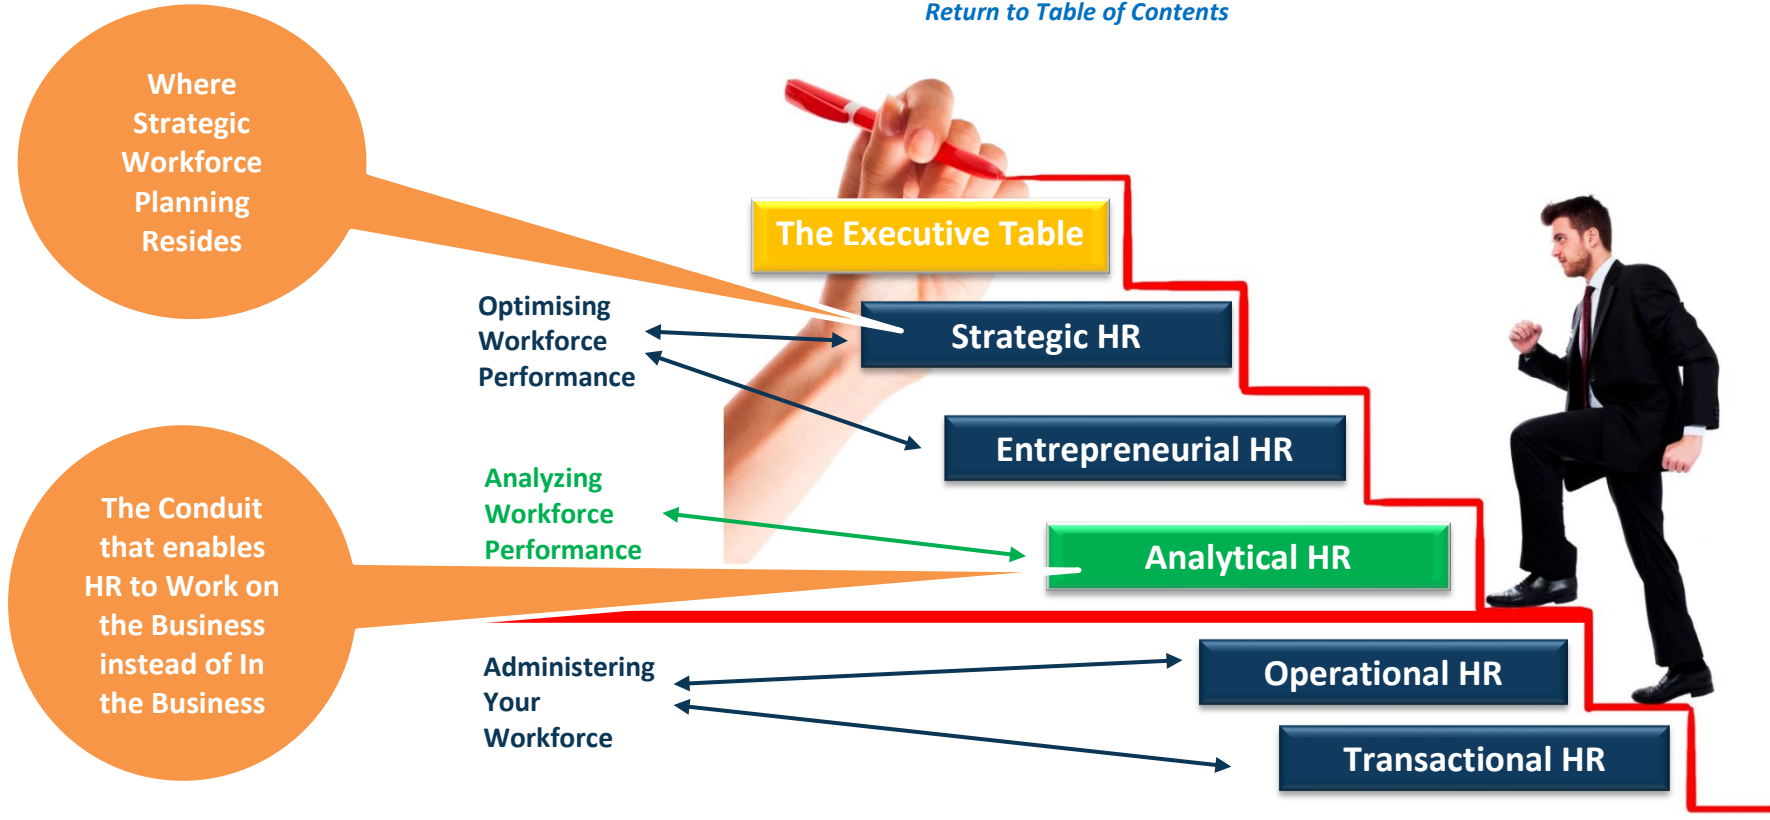 Return to Table of Contents
Where
Strategic
Workforce
Planning
Resides
The Executive Table
Optimising
Workforce
Performance
Strategic HR
Entrepreneurial HR
Analyzing
Workforce
Performance
Analytical HR
The Conduit
that enables
HR to Work on
the Business
instead of In
the Business
Administering
Your
Workforce
Operational HR
Transactional HR